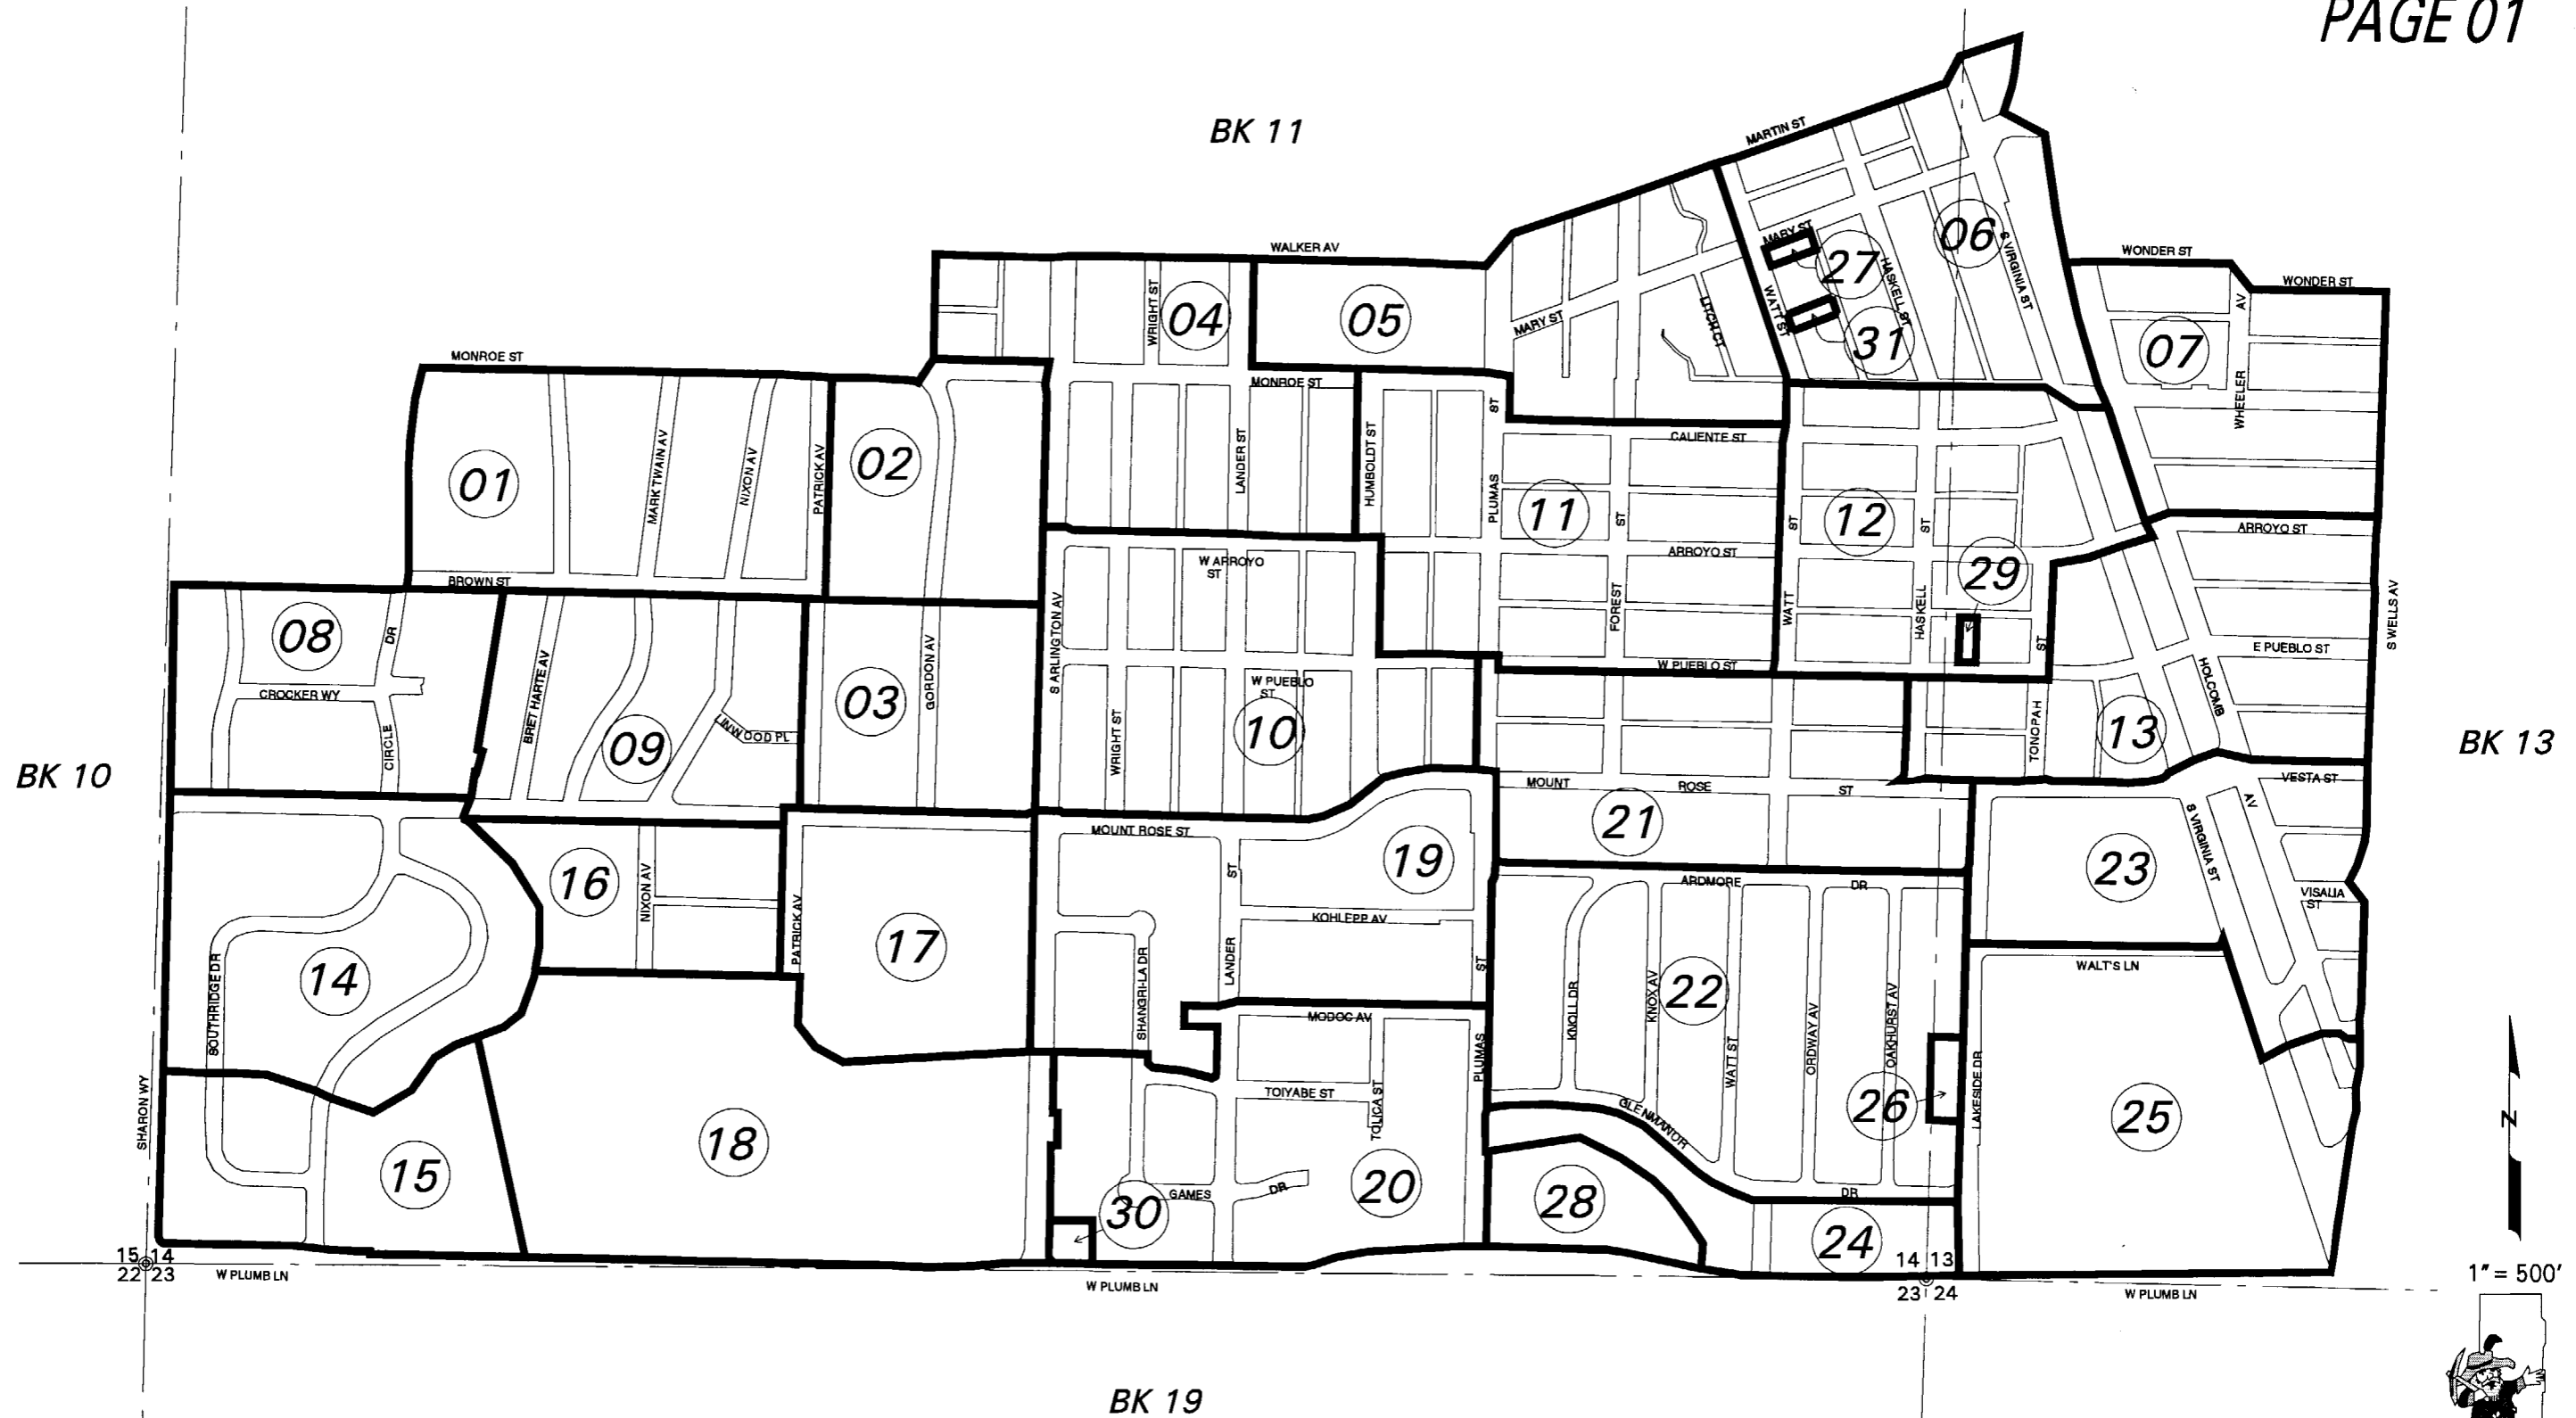 PAGE 01
BK 11
MARTIN ST
WALKER AV
WONDER ST
WONDER ST
MARY ST
06
S VIRGINIA ST
27
HASKELL ST
WATT ST
31
LITCH CT
MARY ST
WRIGHT ST
04
05
07
WHEELER
AV
MONROE ST
MONROE ST
01
MARK TWAIN AV
NIXON AV
PATRICK AV
02
LANDER ST
HUMBOLDT ST
PLUMAS
ST
CALIENTE ST
11
ST
12
ST
ST
ARROYO ST
ARROYO ST
W ARROYO
ST
29
BROWN ST
08
DR
CROCKER WY
CIRCLE
BRET HARTE AV
09
LINWOOD PL
03
GORDON AV
S ARLINGTON AV
FOREST
WATT
HASKELL
ST
S WELLS AV
E PUEBLO ST
W PUEBLO ST
W PUEBLO
ST
WRIGHT ST
10
HOLCOMB
TONOPAH
13
BK 10
BK 13
VESTA ST
MOUNT
ROSE
ST
21
AV
S VIRGINIA ST
MOUNT ROSE ST
19
ST
16
NIXON AV
PATRICK AV
17
KOHLEPP AV
LANDER
SHANGRI-LA DR
ST
ARDMORE
DR
23
VISALIA
ST
WALT'S LN
14
SOUTHRIDGE DR
22
KNOLL DR
KNOX AV
WATT ST
ORDWAY AV
OAKHURST AV
MODOC AV
PLUMAS
TOIYABE ST
TOLICA ST
GLENMANOR
DR
26
LAKESIDE DR
25
SHARON WY
15
18
GAMES
DR
20
30
28
24
N
15 14
22 23
14 13
23 24
W PLUMB LN
W PLUMB LN
W PLUMB LN
1" = 500'
BK 19